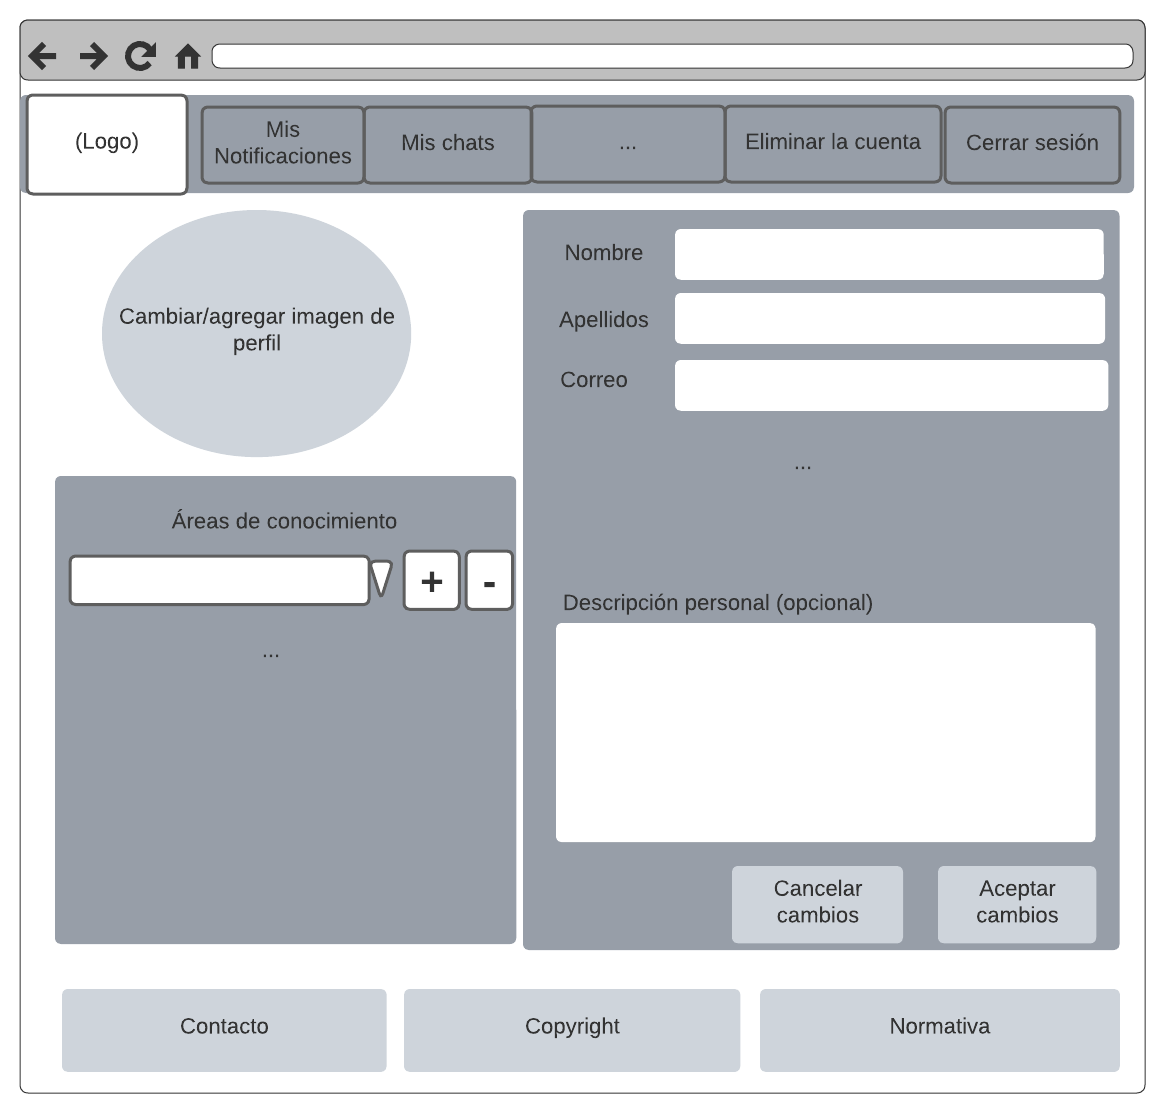 (Logo)
Mis
Notificaciones
Mis chats
...
Eliminar la cuenta
Cerrar sesión
Cambiar/agregar imagen de
perfil
Áreas de conocimiento
+
-
...
Nombre
Apellidos
Correo
...
Descripción personal (opcional)
Cancelar
cambios
Aceptar
cambios
Contacto
Copyright
Normativa